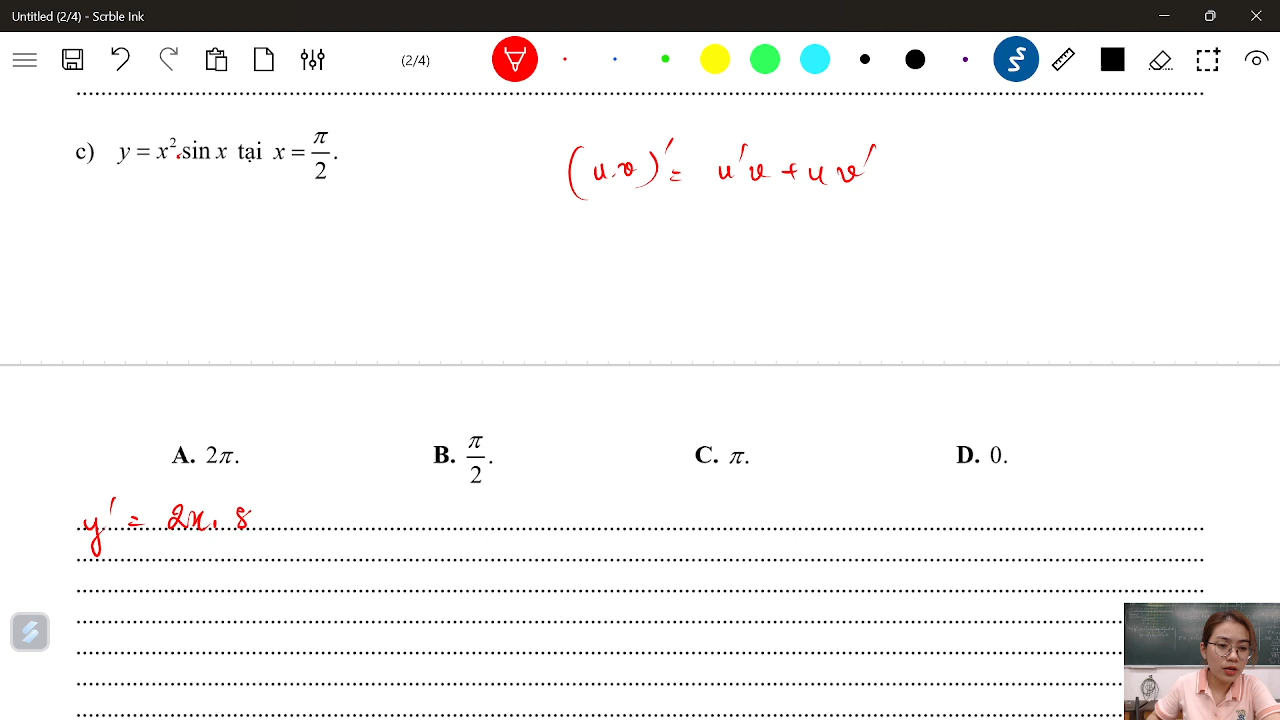 Untitled (2/4) - Scrble Ink
(2/4)
c) y = x².sin x tại x = π/2.
(u.v)' = u'v + uv'
A. 2π. B. π/2. C. π. D. 0.
y' = 2x. s